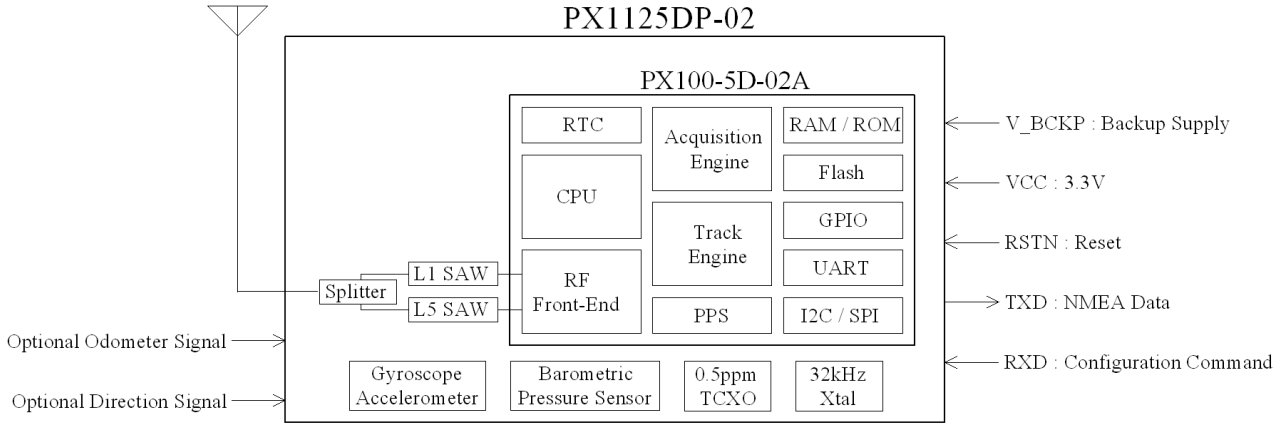 PX1125DP-02
PX100-5D-02A
RTC
Acquisition
Engine
RAM / ROM
V_BCKP : Backup Supply
CPU
Flash
VCC : 3.3V
Track
Engine
GPIO
RSTN : Reset
L1 SAW
RF
Front-End
UART
Splitter
L5 SAW
PPS
I2C / SPI
TXD : NMEA Data
Optional Odometer Signal
RXD : Configuration Command
Gyroscope
Accelerometer
Barometric
Pressure Sensor
0.5ppm
TCXO
32kHz
Xtal
Optional Direction Signal